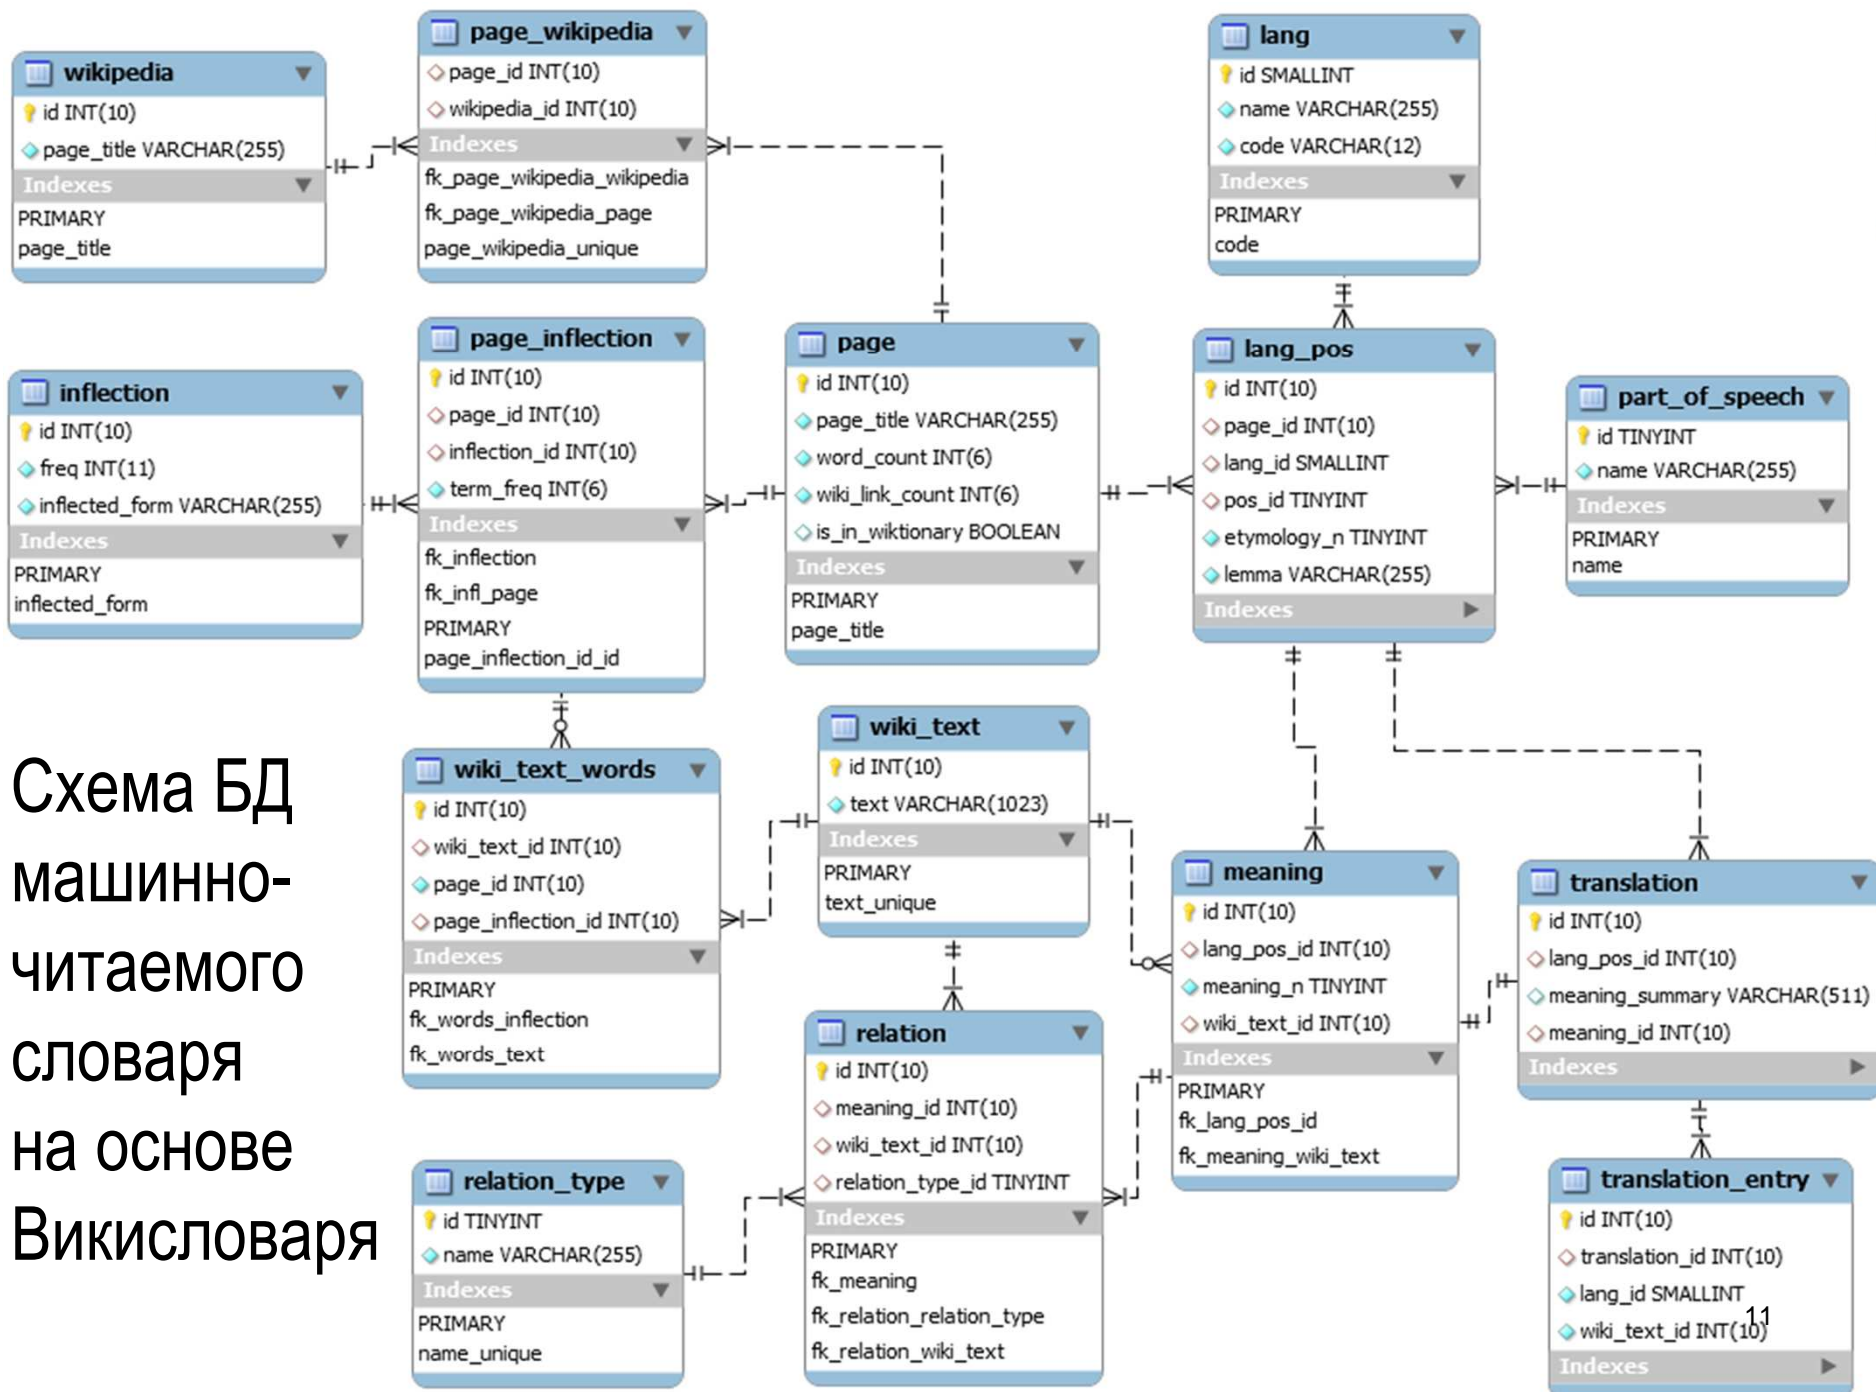 wikipedia
id INT(10)
page_title VARCHAR(255)
Indexes
PRIMARY
page_title
page_wikipedia
page_id INT(10)
wikipedia_id INT(10)
Indexes
fk_page_wikipedia_wikipedia
fk_page_wikipedia_page
page_wikipedia_unique
lang
id SMALLINT
name VARCHAR(255)
code VARCHAR(12)
Indexes
PRIMARY
code
inflection
id INT(10)
freq INT(11)
inflected_form VARCHAR(255)
Indexes
PRIMARY
inflected_form
page_inflection
id INT(10)
page_id INT(10)
inflection_id INT(10)
term_freq INT(6)
Indexes
fk_inflection
fk_infl_page
PRIMARY
page_inflection_id_id
page
id INT(10)
page_title VARCHAR(255)
word_count INT(6)
wiki_link_count INT(6)
is_in_wiktionary BOOLEAN
Indexes
PRIMARY
page_title
lang_pos
id INT(10)
page_id INT(10)
lang_id SMALLINT
pos_id TINYINT
etymology_n TINYINT
lemma VARCHAR(255)
Indexes
part_of_speech
id TINYINT
name VARCHAR(255)
Indexes
PRIMARY
name
Схема БД
машинно-
читаемого
словаря
на основе
Викисловаря
wiki_text_words
id INT(10)
wiki_text_id INT(10)
page_id INT(10)
page_inflection_id INT(10)
Indexes
PRIMARY
fk_words_inflection
fk_words_text
wiki_text
id INT(10)
text VARCHAR(1023)
Indexes
PRIMARY
text_unique
meaning
id INT(10)
lang_pos_id INT(10)
meaning_n TINYINT
wiki_text_id INT(10)
Indexes
PRIMARY
fk_lang_pos_id
fk_meaning_wiki_text
translation
id INT(10)
lang_pos_id INT(10)
meaning_summary VARCHAR(511)
meaning_id INT(10)
Indexes
relation_type
id TINYINT
name VARCHAR(255)
Indexes
PRIMARY
name_unique
relation
id INT(10)
meaning_id INT(10)
wiki_text_id INT(10)
relation_type_id TINYINT
Indexes
PRIMARY
fk_meaning
fk_relation_relation_type
fk_relation_wiki_text
translation_entry
id INT(10)
translation_id INT(10)
lang_id SMALLINT
wiki_text_id INT(10)
Indexes
11